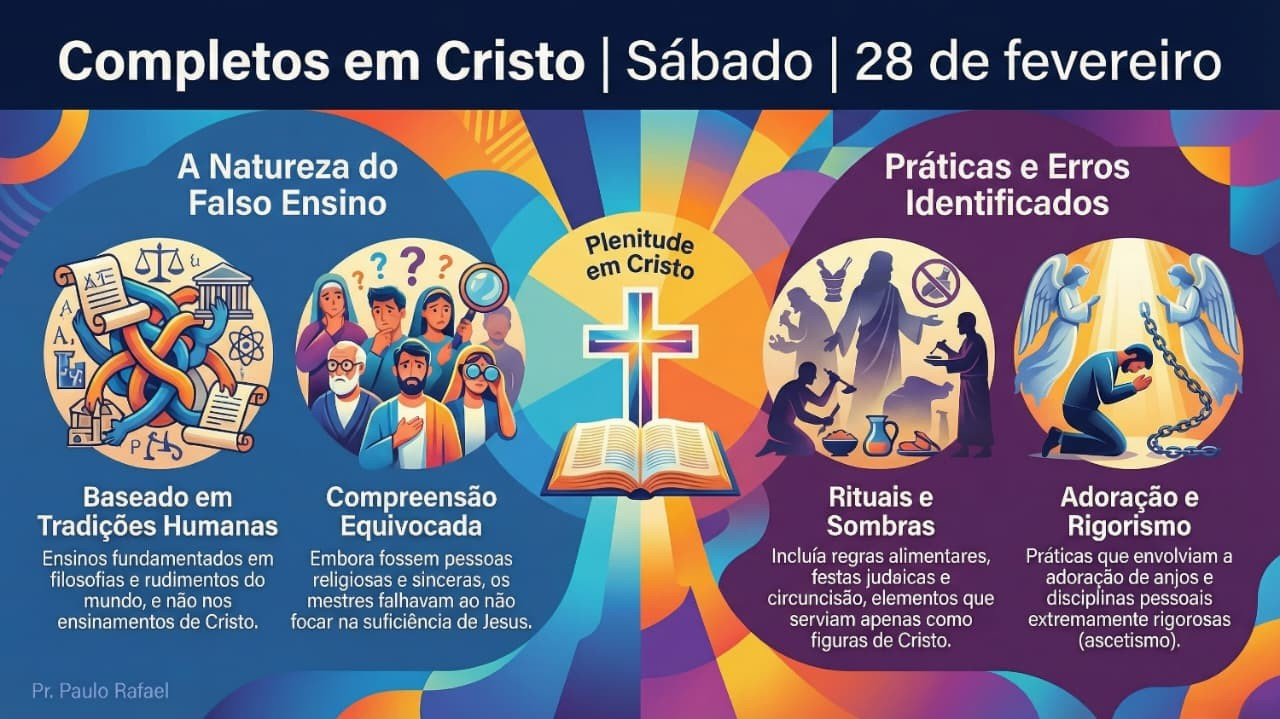 Completos em Cristo | Sábado | 28 de fevereiro
A Natureza do
Falso Ensino
Baseado em
Tradições Humanas
Ensinos fundamentados em
filosofias e rudimentos do
mundo, e não nos
ensinamentos de Cristo.
Compreensão
Equivocada
Embora fossem pessoas
religiosas e sinceras, os
mestres falhavam ao não
focar na suficiência de Jesus.
Plenitude
em Cristo
Práticas e Erros
Identificados
Rituais e
Sombras
Incluía regras alimentares,
festas judaicas e
circuncisão, elementos que
serviam apenas como
figuras de Cristo.
Adoração e
Rigorismo
Práticas que envolviam a
adoração de anjos e
disciplinas pessoais
extremamente rigorosas
(ascetismo).
Pr. Paulo Rafael